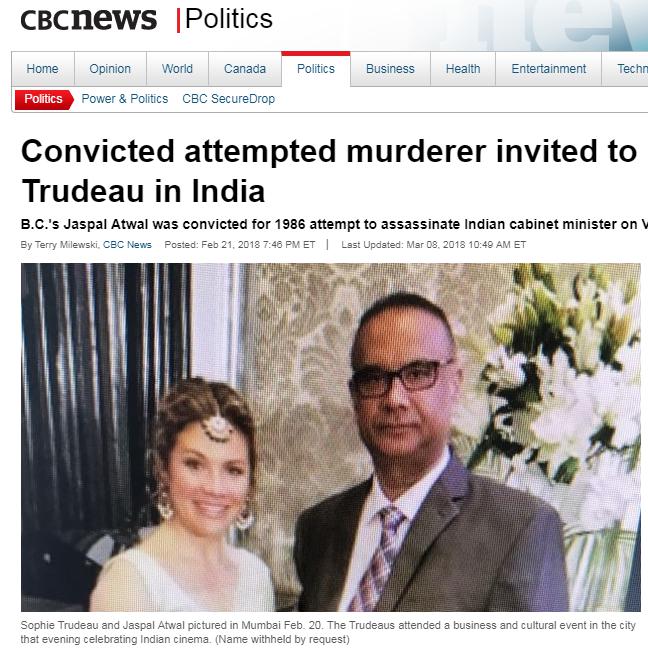 CBCnews | Politics
Home Opinion World Canada Politics Business Health Entertainment Techn
Politics Power & Politics CBC SecureDrop
Convicted attempted murderer invited to
Trudeau in India
B.C.'s Jaspal Atwal was convicted for 1986 attempt to assassinate Indian cabinet minister on V
By Terry Milewski, CBC News Posted: Feb 21, 2018 7:46 PM ET | Last Updated: Mar 08, 2018 10:49 AM ET
Sophie Trudeau and Jaspal Atwal pictured in Mumbai Feb. 20. The Trudeaus attended a business and cultural event in the city
that evening celebrating Indian cinema. (Name withheld by request)